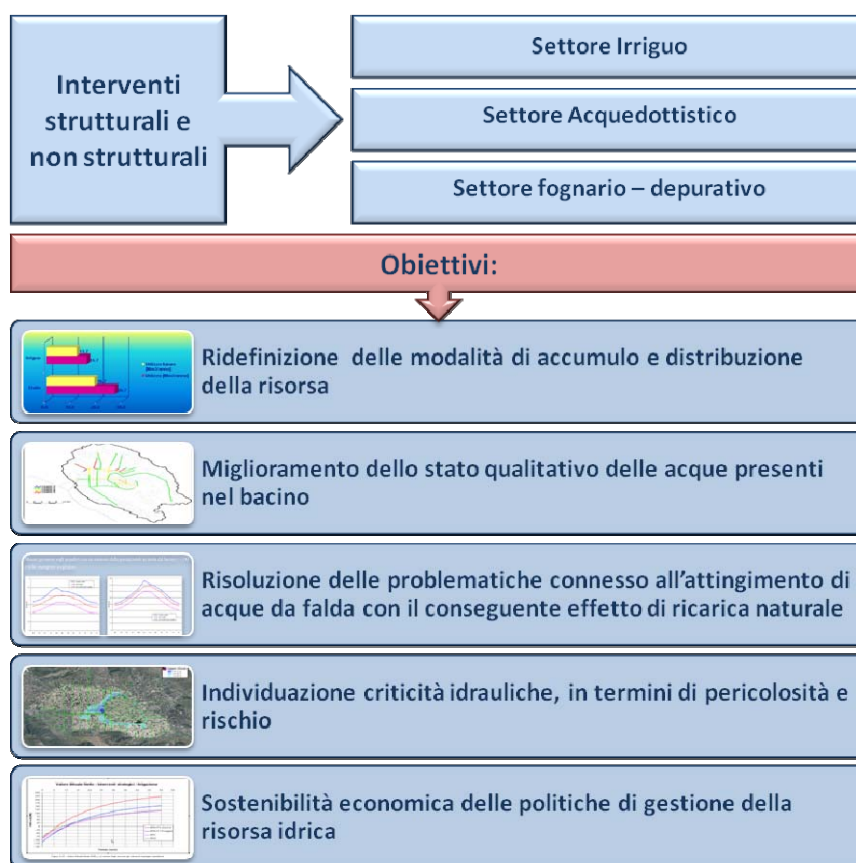 Interventi
strutturali e
non strutturali
Settore Irriguo
Settore Acquedottistico
Settore fognario – depurativo
Obiettivi:
Ridefinizione delle modalità di accumulo e distribuzione
della risorsa
Miglioramento dello stato qualitativo delle acque presenti
nel bacino
Risoluzione delle problematiche connesso all'attingimento di
acque da falda con il conseguente effetto di ricarica naturale
Individuazione criticità idrauliche, in termini di pericolosità e
rischio
Sostenibilità economica delle politiche di gestione della
risorsa idrica